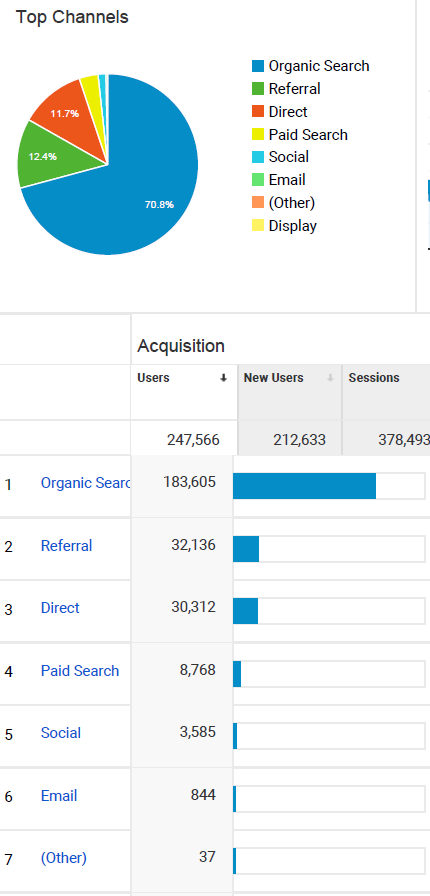 Top Channels
Organic Search
Referral
Direct
Paid Search
Social
Email
(Other)
Display
11.7%
12.4%
70.8%
Acquisition
Users New Users Sessions
247,566 212,633 378,493
1 Organic Searc 183,605
2 Referral 32,136
3 Direct 30,312
4 Paid Search 8,768
5 Social 3,585
6 Email 844
7 (Other) 37